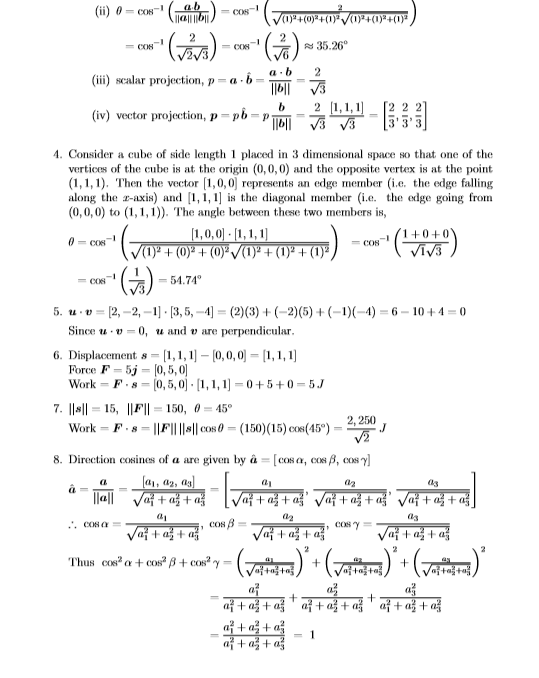 (ii) θ = cos⁻¹ (a·b / ||a||||b||) = cos⁻¹ (2 / √(1)²+(0)²+(1)² √(1)²+(1)²+(1)²)
= cos⁻¹ (2 / √2√3) = cos⁻¹ (2 / √6) ≈ 35.26°
(iii) scalar projection, p = a · b̂ = a · b / ||b|| = 2 / √3
(iv) vector projection, p = pb̂ = p b / ||b|| = 2 / √3 [1, 1, 1] / √3 = [2/3, 2/3, 2/3]
4. Consider a cube of side length 1 placed in 3 dimensional space so that one of the
vertices of the cube is at the origin (0, 0, 0) and the opposite vertex is at the point
(1, 1, 1). Then the vector [1, 0, 0] represents an edge member (i.e. the edge falling
along the x-axis) and [1, 1, 1] is the diagonal member (i.e. the edge going from
(0, 0, 0) to (1, 1, 1)). The angle between these two members is,
θ = cos⁻¹ ([1, 0, 0] · [1, 1, 1] / √(1)² + (0)² + (0)² √(1)² + (1)² + (1)²) = cos⁻¹ (1 + 0 + 0 / √1√3)
= cos⁻¹ (1 / √3) = 54.74°
5. u · v = [2, −2, −1] · [3, 5, −4] = (2)(3) + (−2)(5) + (−1)(−4) = 6 − 10 + 4 = 0
Since u · v = 0, u and v are perpendicular.
6. Displacement s = [1, 1, 1] − [0, 0, 0] = [1, 1, 1]
Force F = 5j = [0, 5, 0]
Work = F · s = [0, 5, 0] · [1, 1, 1] = 0 + 5 + 0 = 5 J
7. ||s|| = 15, ||F|| = 150, θ = 45°
Work = F · s = ||F|| ||s|| cos θ = (150)(15) cos(45°) = 2, 250 / √2 J
8. Direction cosines of a are given by â = [cos α, cos β, cos γ]
â = a / ||a|| = [a₁, a₂, a₃] / √a₁² + a₂² + a₃² = [a₁ / √a₁² + a₂² + a₃², a₂ / √a₁² + a₂² + a₃², a₃ / √a₁² + a₂² + a₃²]
∴ cos α = a₁ / √a₁² + a₂² + a₃², cos β = a₂ / √a₁² + a₂² + a₃², cos γ = a₃ / √a₁² + a₂² + a₃²
Thus cos² α + cos² β + cos² γ = (a₁ / √a₁²+a₂²+a₃²)² + (a₂ / √a₁²+a₂²+a₃²)² + (a₃ / √a₁²+a₂²+a₃²)²
= a₁² / a₁² + a₂² + a₃² + a₂² / a₁² + a₂² + a₃² + a₃² / a₁² + a₂² + a₃²
= a₁² + a₂² + a₃² / a₁² + a₂² + a₃² = 1